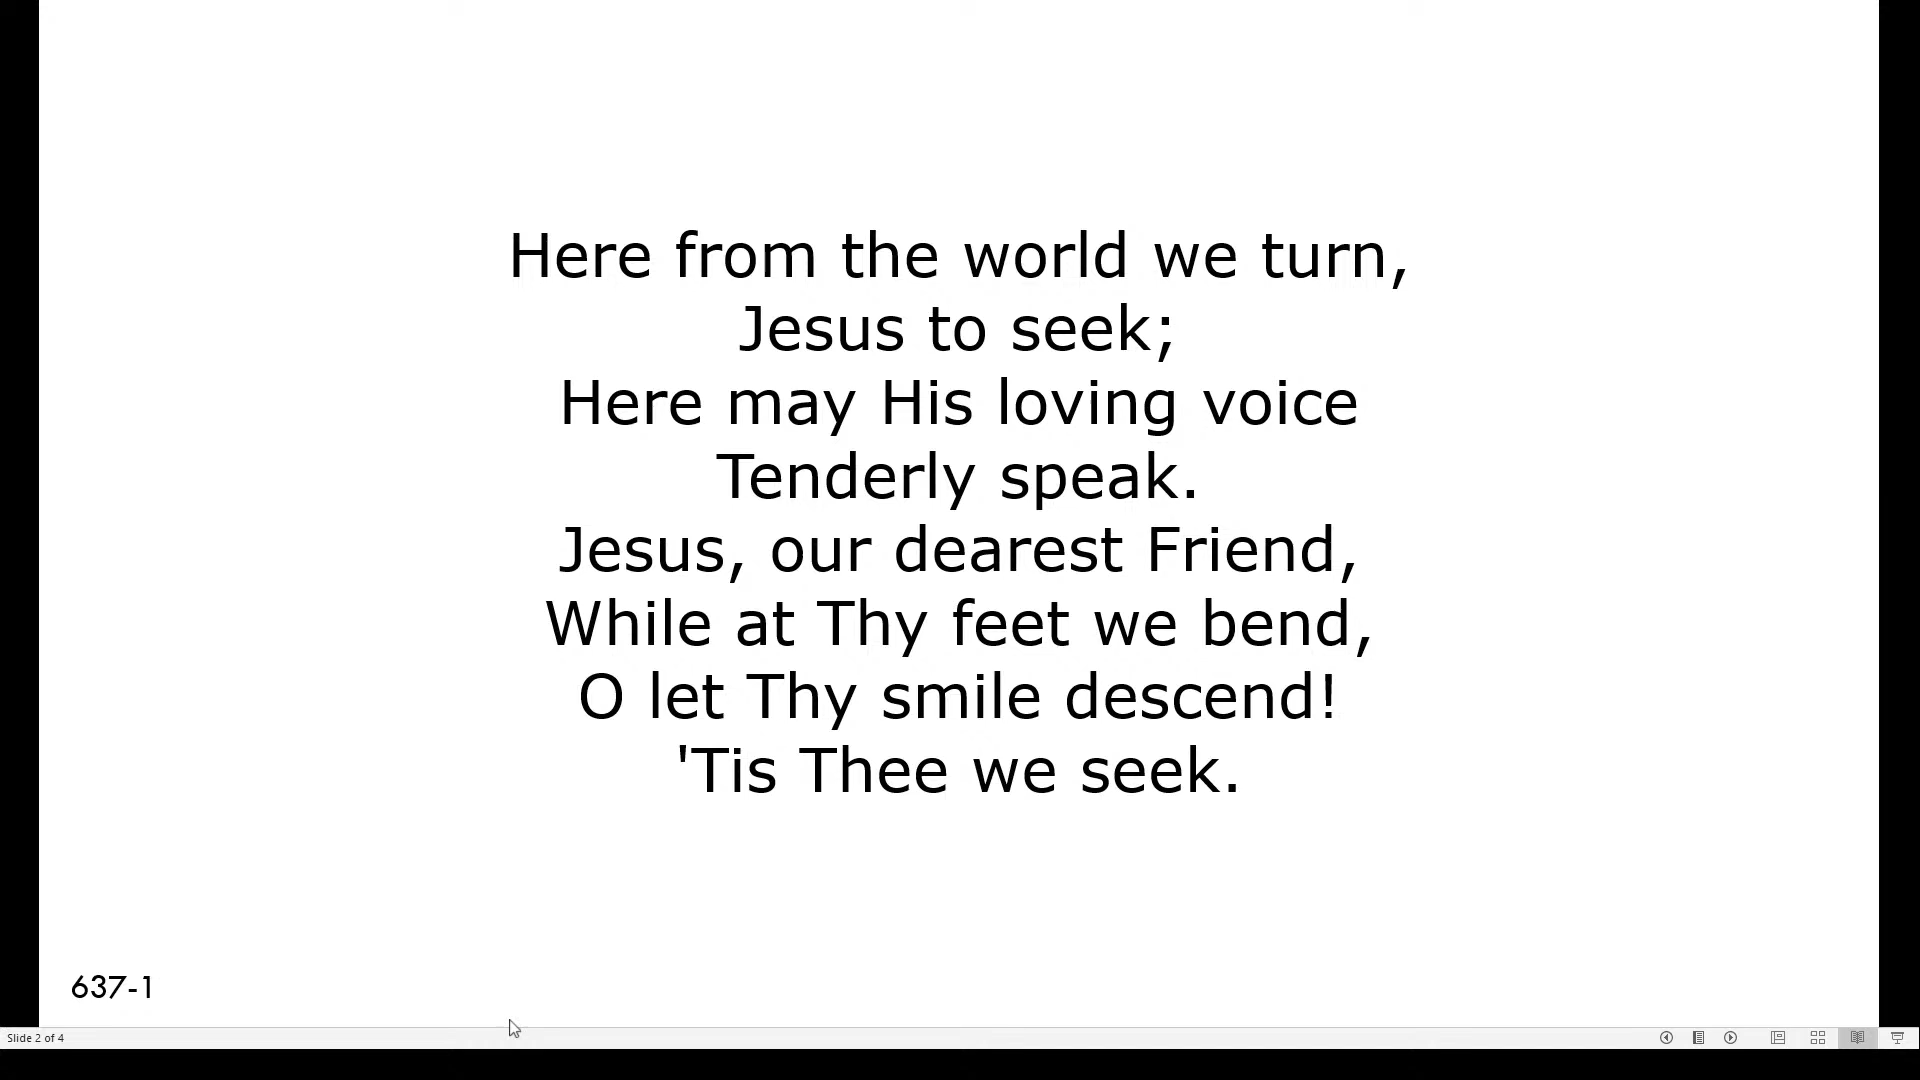 Here from the world we turn,
Jesus to seek;
Here may His loving voice
Tenderly speak.
Jesus, our dearest Friend,
While at Thy feet we bend,
O let Thy smile descend!
'Tis Thee we seek.
637-1
Slide 2 of 4